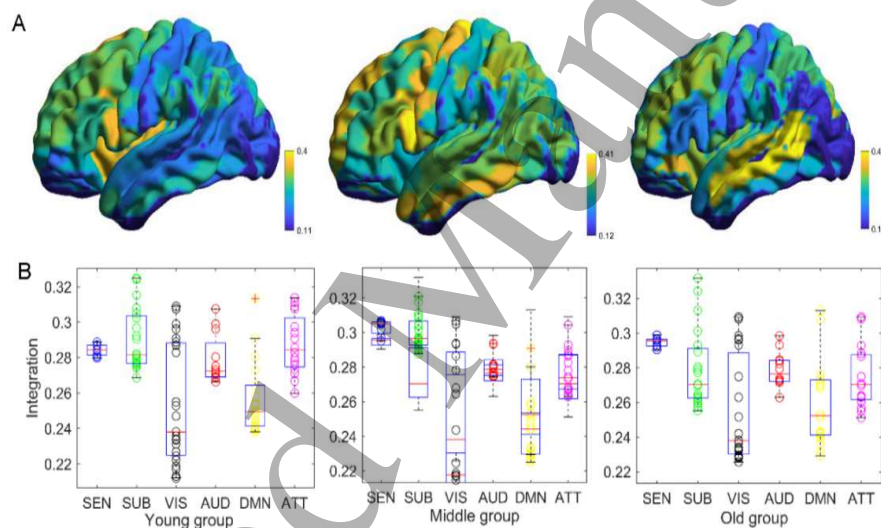 A
0.4
0.11
0.41
0.12
0.4
0.1
B
Integration
0.32
0.3
0.28
0.26
0.24
0.22
SEN SUB VIS AUD DMN ATT
Young group
0.32
0.3
0.28
0.26
0.24
0.22
SEN SUB VIS AUD DMN ATT
Middle group
0.32
0.3
0.28
0.26
0.24
0.22
SEN SUB VIS AUD DMN ATT
Old group